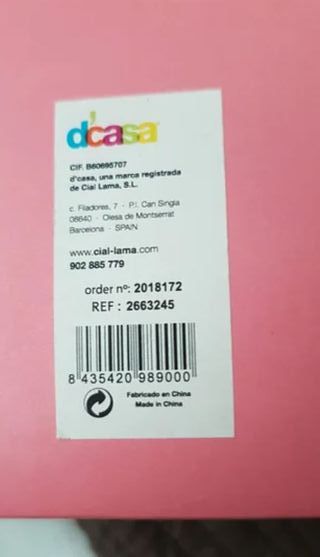 d'casa
CIF. B60695707
d'casa, una marca registrada
de Cial Lama, S.L.
c. Filadores, 7 · P.I. Can Singla
08640 · Olesa de Montserrat
Barcelona · SPAIN
www.cial-lama.com
902 885 779
order nº: 2018172
REF : 2663245
8 435420 989000
Fabricado en China
Made in China